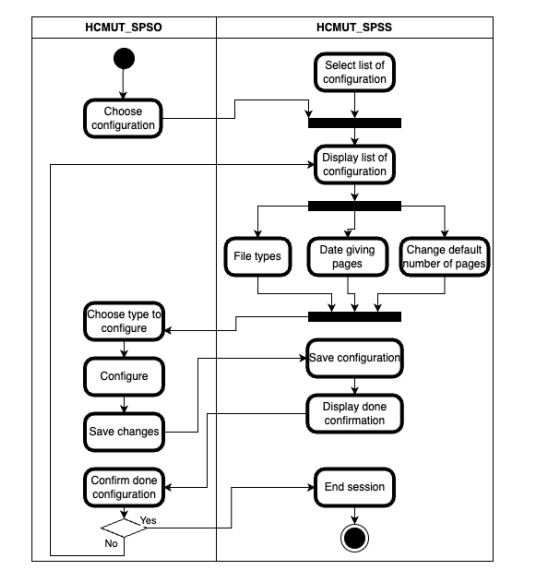 HCMUT_SPSO
HCMUT_SPSS
Select list of
configuration
Choose
configuration
Display list of
configuration
File types
Date giving
pages
Change default
number of pages
Choose type to
configure
Configure
Save configuration
Save changes
Display done
confirmation
Confirm done
configuration
End session
Yes
No